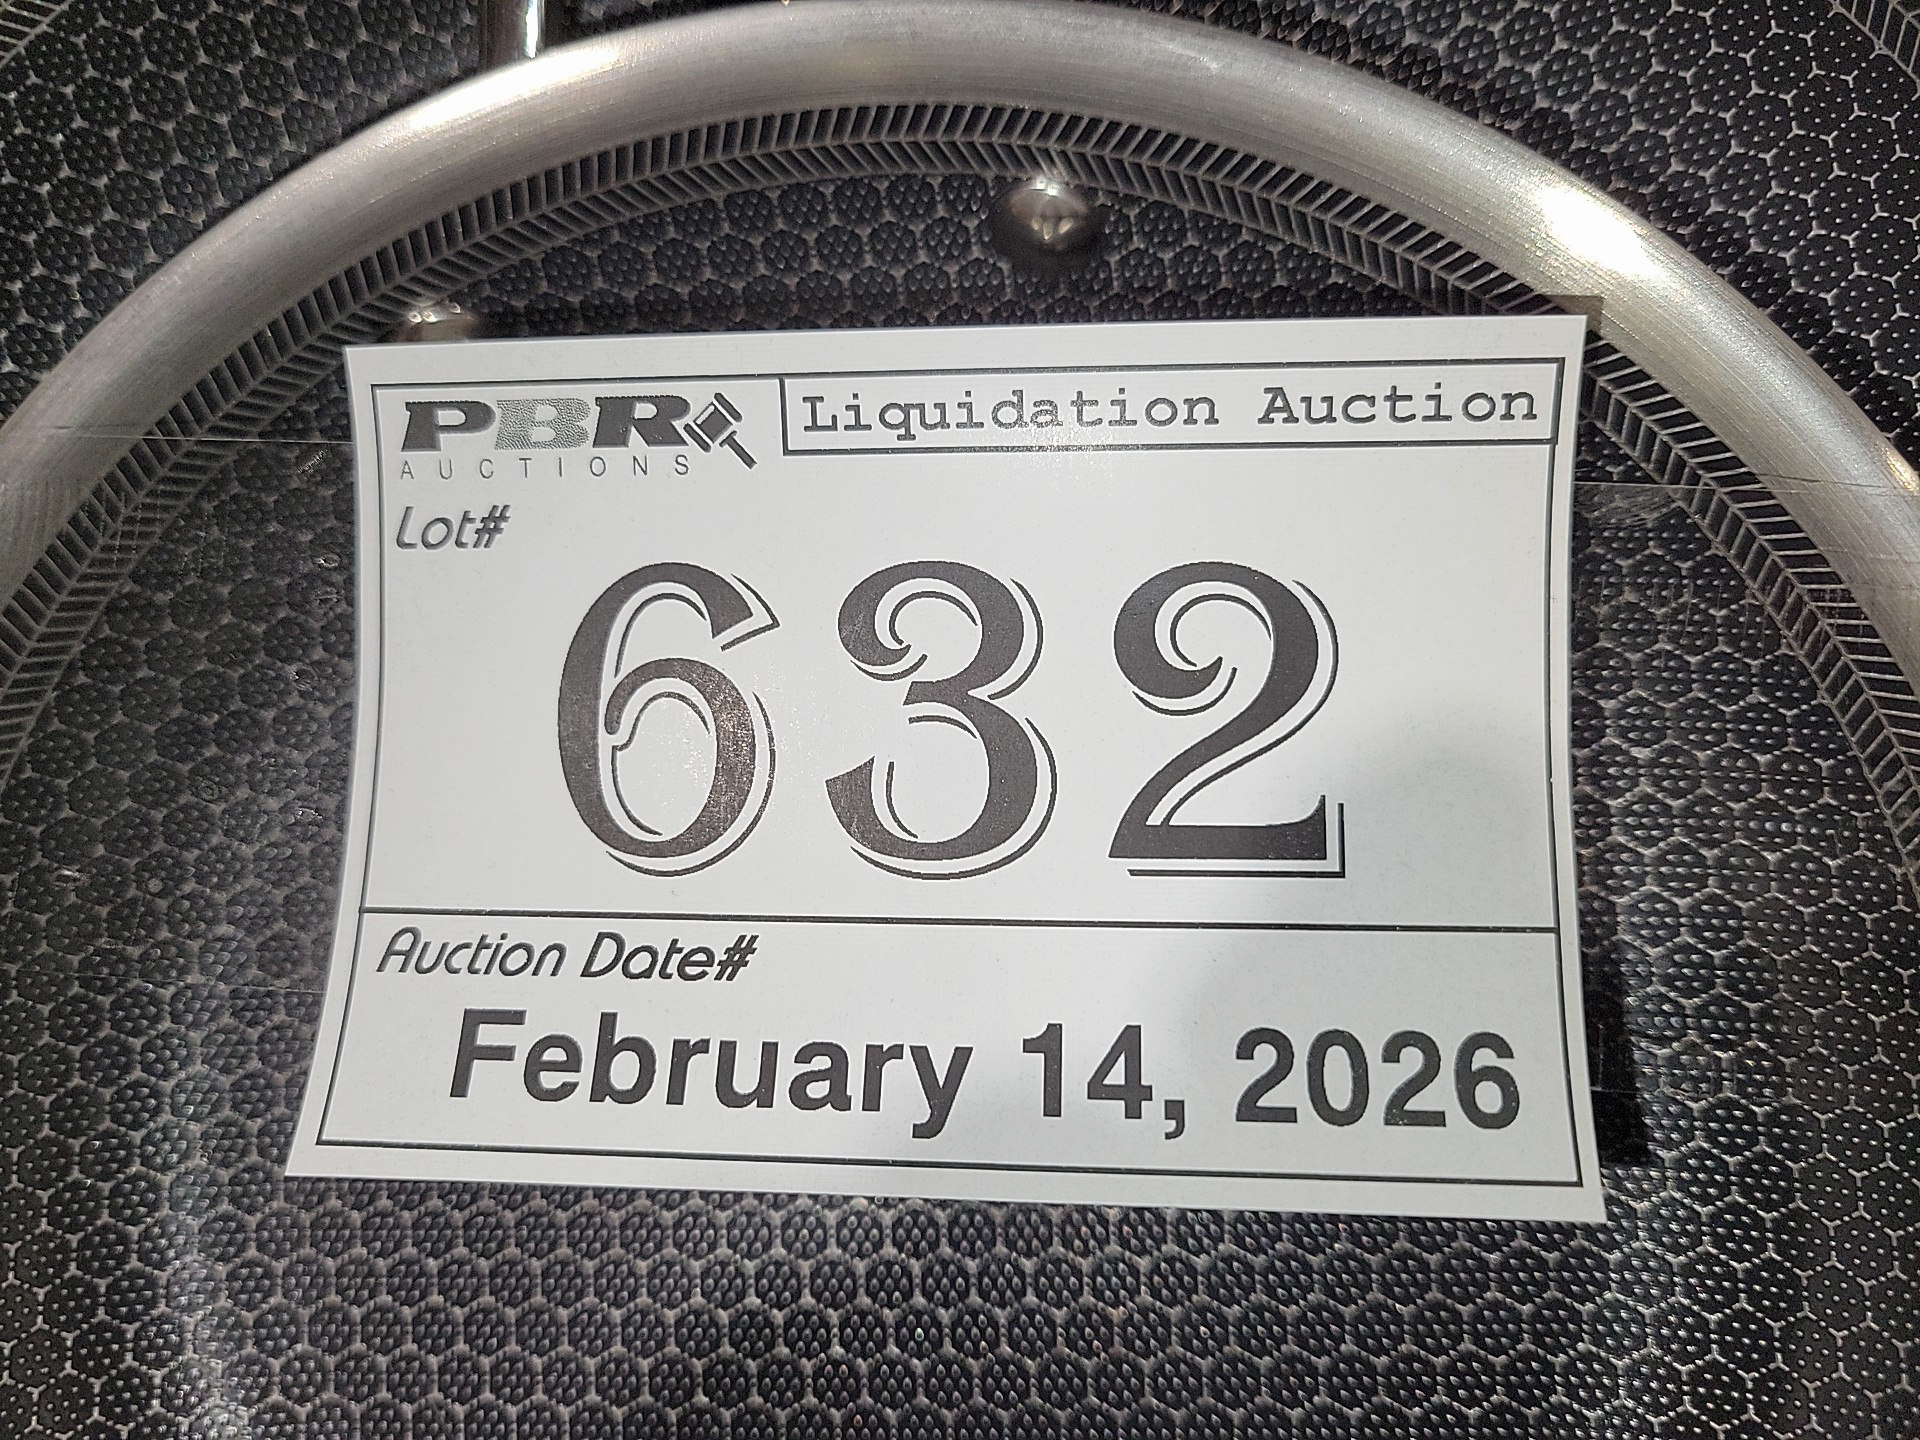 PBR
AUCTIONS
Liquidation Auction
Lot#
632
Auction Date#
February 14, 2026